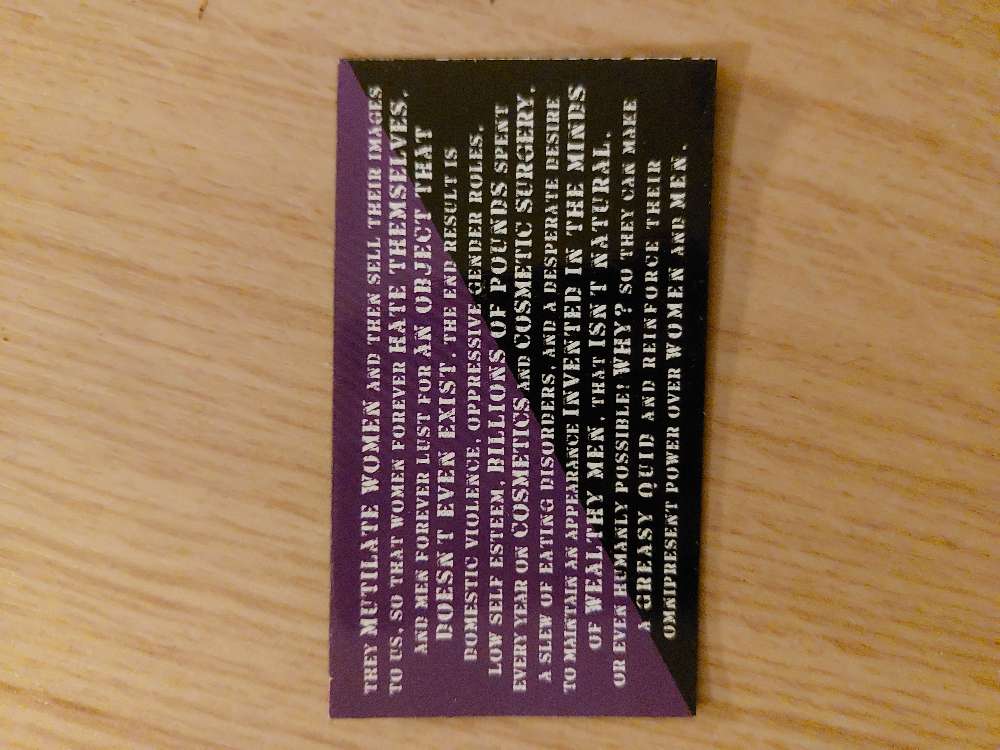 THEY MUTILATE WOMEN AND THEN SELL THEIR IMAGES
TO US, SO THAT WOMEN FOREVER HATE THEMSELVES,
AND MEN FOREVER LUST FOR AN OBJECT THAT
DOESN'T EVEN EXIST. THE END RESULT IS
DOMESTIC VIOLENCE, OPPRESSIVE GENDER ROLES,
LOW SELF ESTEEM, BILLIONS OF POUNDS SPENT
EVERY YEAR ON COSMETICS AND COSMETIC SURGERY,
A SLEW OF EATING DISORDERS, AND A DESPERATE DESIRE
TO MAINTAIN AN APPEARANCE INVENTED IN THE MINDS
OF WEALTHY MEN, THAT ISN'T NATURAL,
OR EVEN HUMANLY POSSIBLE! WHY? SO THEY CAN MAKE
A GREASY QUID AND REINFORCE THEIR
OMNIPRESENT POWER OVER WOMEN AND MEN.